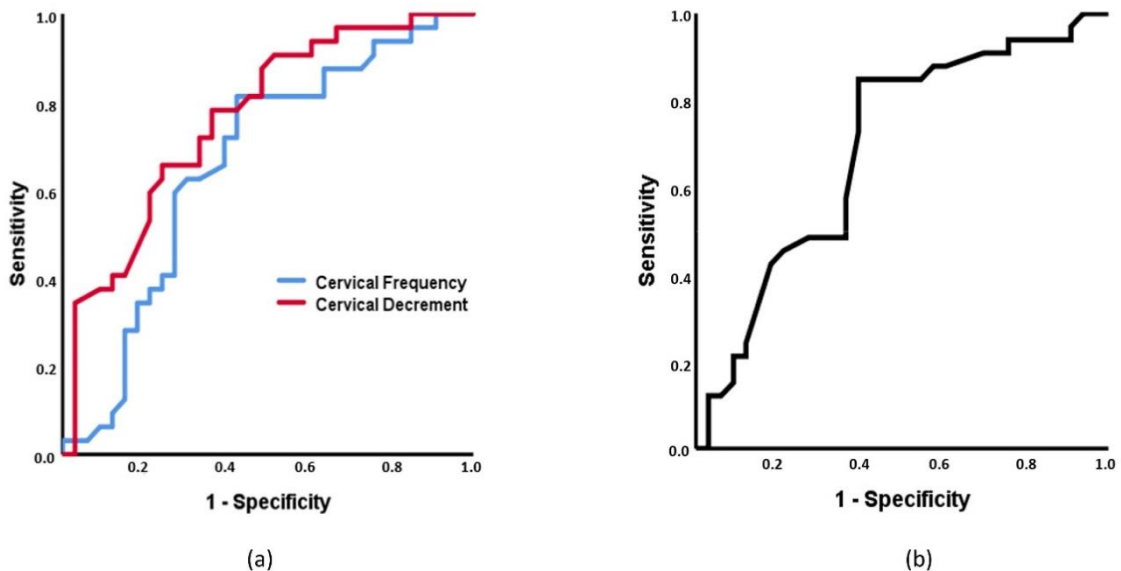 1.0
0.8
0.6
0.4
0.2
0.0
Sensitivity
Cervical Frequency
Cervical Decrement
0.2 0.4 0.6 0.8 1.0
1 - Specificity
(a)
1.0
0.8
0.6
0.4
0.2
0.0
Sensitivity
0.2 0.4 0.6 0.8 1.0
1 - Specificity
(b)